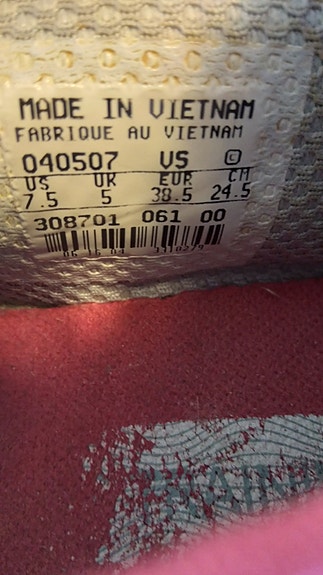 MADE IN VIETNAM
FABRIQUE AU VIETNAM
040507 VS C
US UK EUR CM
7.5 5 38.5 24.5
308701 061 00